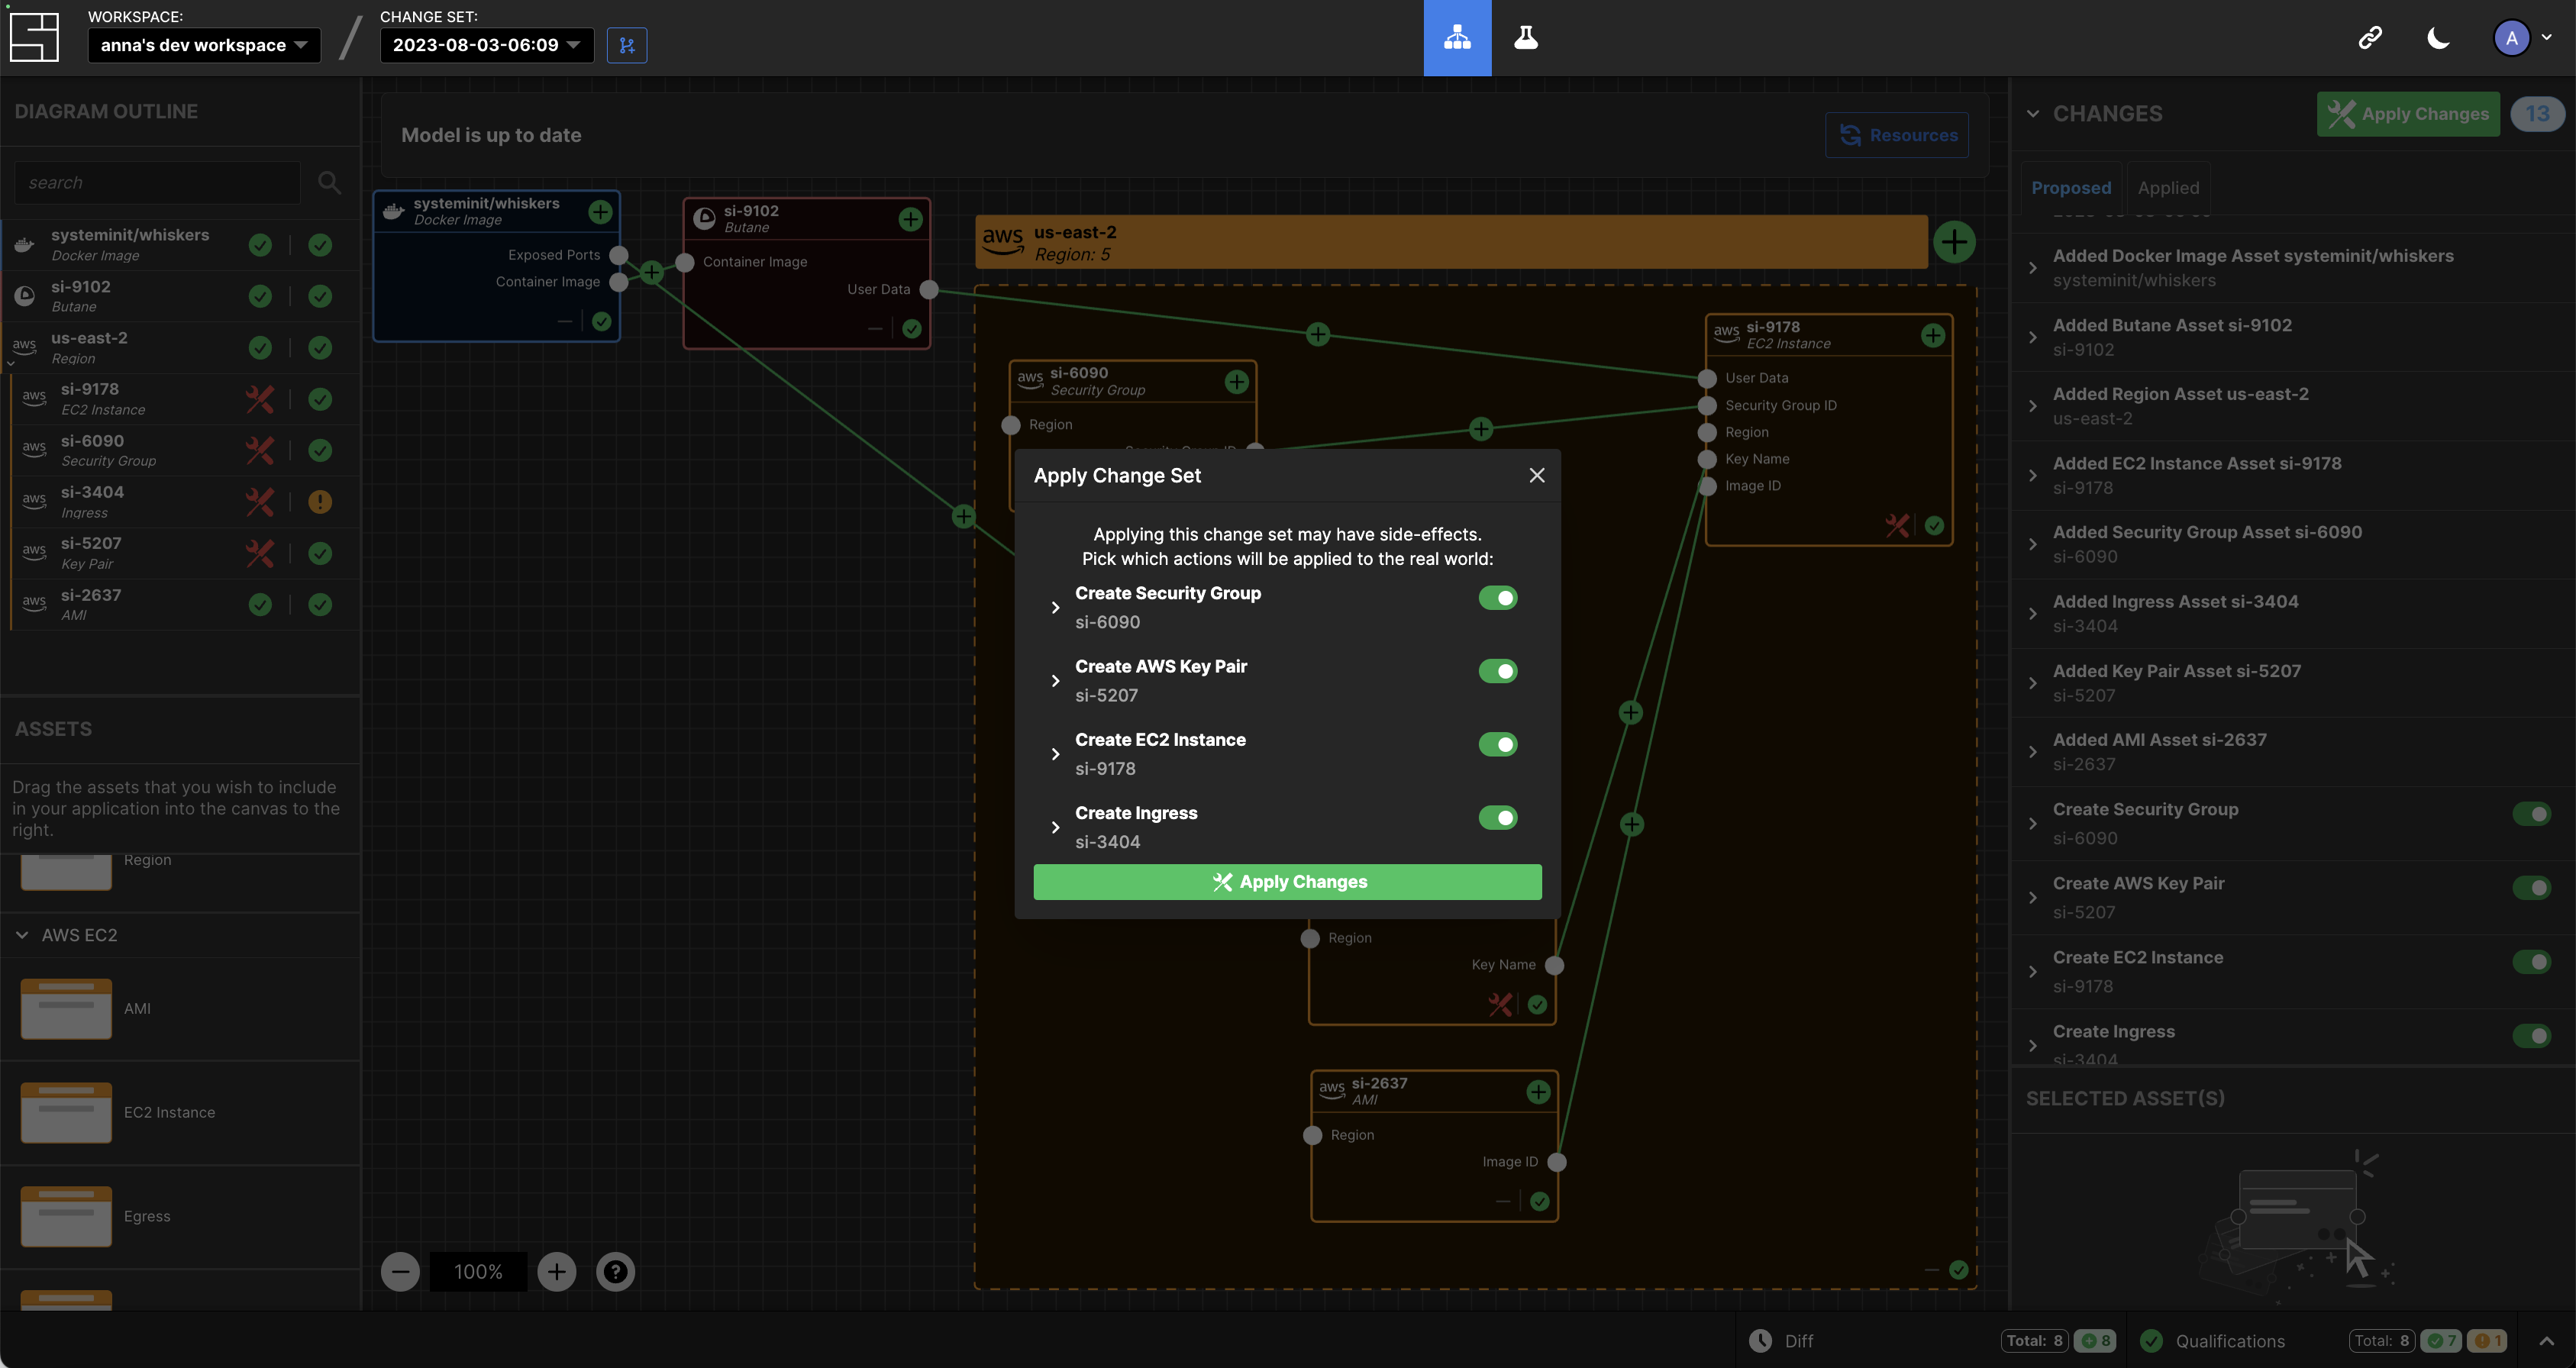 WORKSPACE:
anna's dev workspace
CHANGE SET:
2023-08-03-06:09
A
DIAGRAM OUTLINE
search
systeminit/whiskers
Docker Image
si-9102
Butane
aws
us-east-2
Region
aws
si-9178
EC2 Instance
aws
si-6090
Security Group
aws
si-3404
Ingress
aws
si-5207
Key Pair
aws
si-2637
AMI
ASSETS
Drag the assets that you wish to include
in your application into the canvas to the
right.
Region
AWS EC2
AMI
EC2 Instance
Egress
Model is up to date
Resources
systeminit/whiskers
Docker Image
Exposed Ports
Container Image
si-9102
Butane
Container Image
User Data
aws
us-east-2
Region: 5
aws
si-6090
Security Group
Region
Security Group ID
aws
si-9178
EC2 Instance
User Data
Security Group ID
Region
Key Name
Image ID
Apply Change Set
Applying this change set may have side-effects.
Pick which actions will be applied to the real world:
Create Security Group
si-6090
Create AWS Key Pair
si-5207
Create EC2 Instance
si-9178
Create Ingress
si-3404
Apply Changes
Region
Key Name
aws
si-2637
AMI
Region
Image ID
100%
?
CHANGES
Apply Changes
13
Proposed
Applied
Added Docker Image Asset systeminit/whiskers
systeminit/whiskers
Added Butane Asset si-9102
si-9102
Added Region Asset us-east-2
us-east-2
Added EC2 Instance Asset si-9178
si-9178
Added Security Group Asset si-6090
si-6090
Added Ingress Asset si-3404
si-3404
Added Key Pair Asset si-5207
si-5207
Added AMI Asset si-2637
si-2637
Create Security Group
si-6090
Create AWS Key Pair
si-5207
Create EC2 Instance
si-9178
Create Ingress
si-3404
SELECTED ASSET(S)
Diff
Total: 8
8
Qualifications
Total: 8
7
1